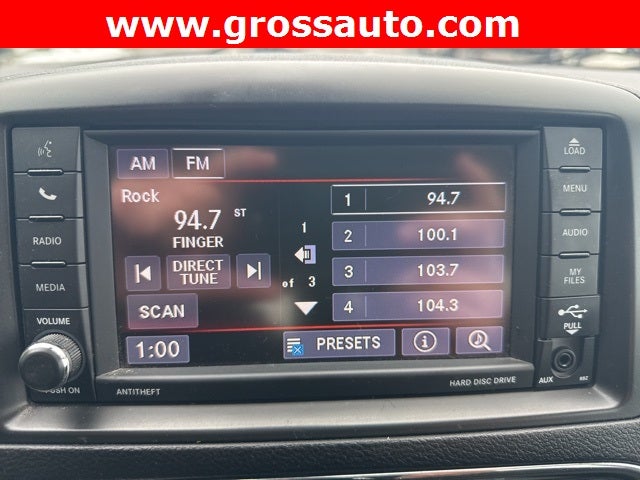 www.grossauto.com
AM
FM
LOAD
Rock
94.7 ST
FINGER
1 94.7
2 100.1
3 103.7
4 104.3
1
of 3
DIRECT
TUNE
SCAN
1:00
PRESETS
RADIO
MEDIA
VOLUME
PUSH ON
MENU
AUDIO
MY
FILES
PULL
AUX
ANTITHEFT
HARD DISC DRIVE